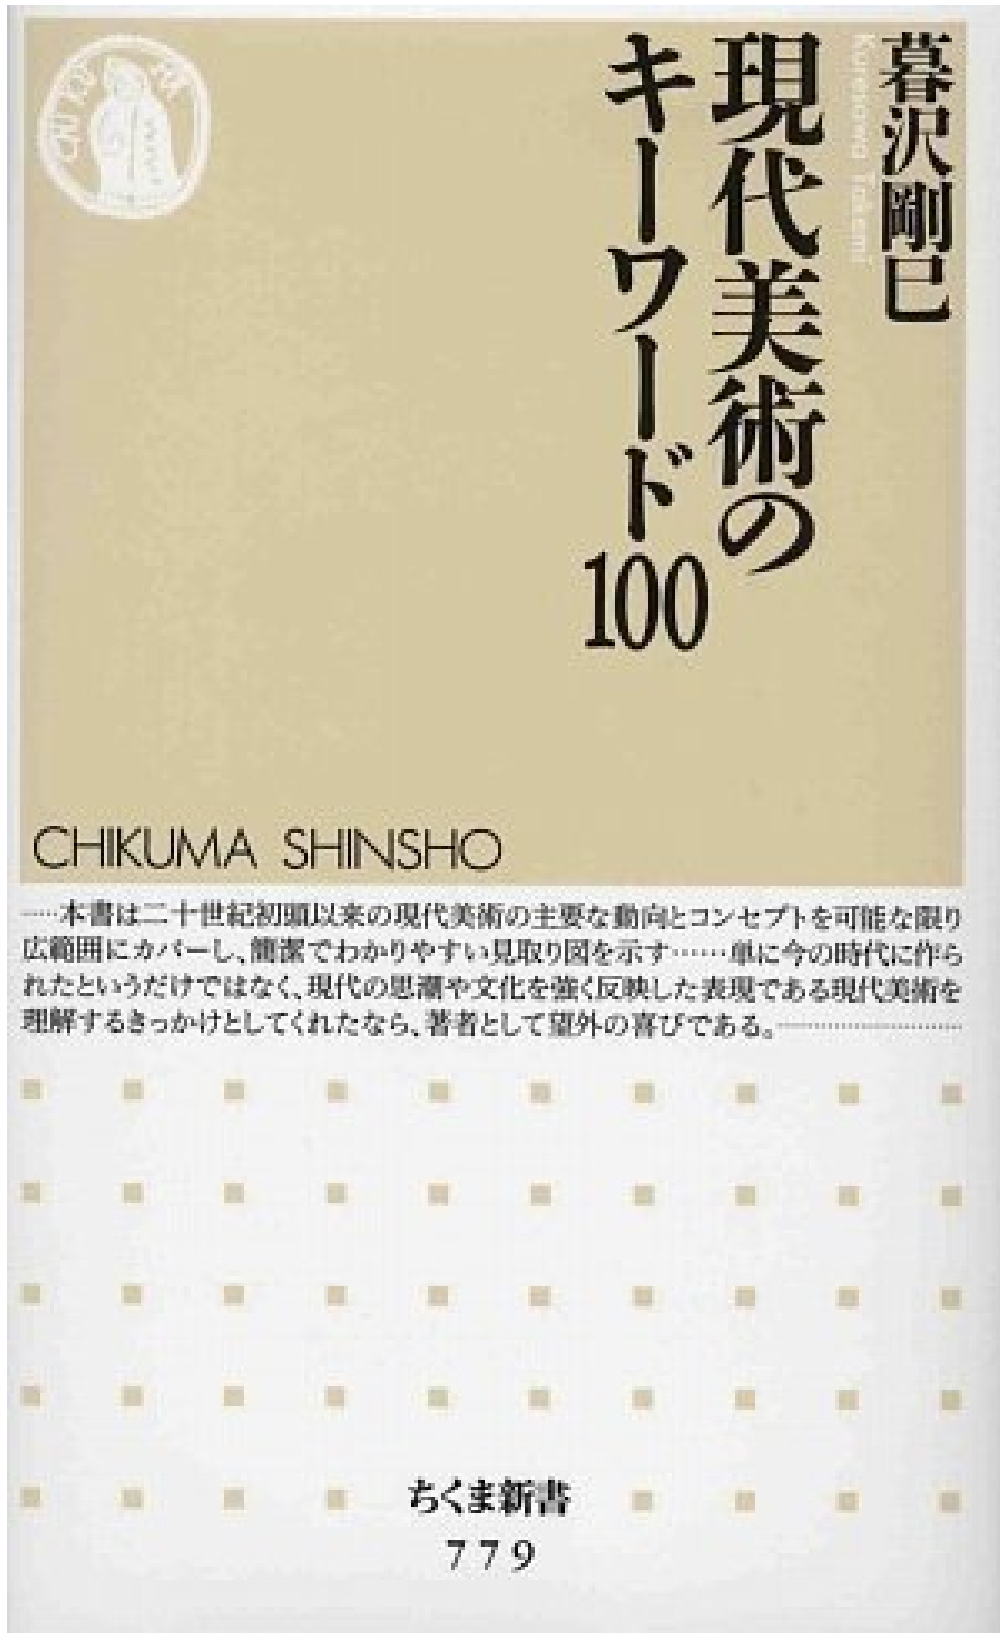 暮沢剛巳
Kuresawa Takemi
現代美術の
キーワード100
CHIKUMA SHINSHO
……本書は二十世紀初頭以来の現代美術の主要な動向とコンセプトを可能な限り
広範囲にカバーし、簡潔でわかりやすい見取り図を示す……単に今の時代に作ら
れたというだけではなく、現代の思潮や文化を強く反映した表現である現代美術を
理解するきっかけとしてくれたなら、著者として望外の喜びである。……………………
ちくま新書
779